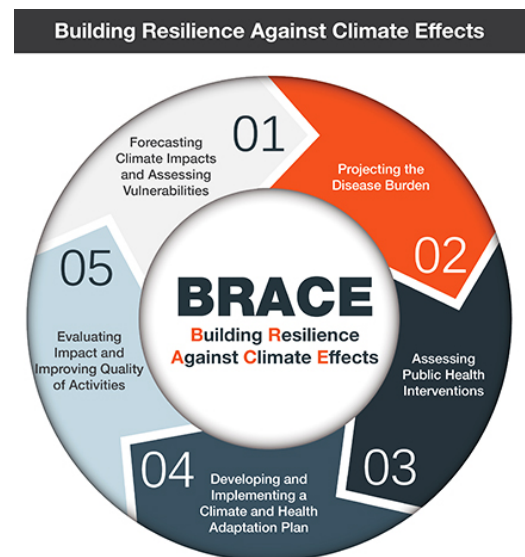 Building Resilience Against Climate Effects
01
Forecasting
Climate Impacts
and Assessing
Vulnerabilities
Projecting the
Disease Burden
02
Assessing
Public Health
Interventions
03
04
Developing and
Implementing a
Climate and Health
Adaptation Plan
05
Evaluating
Impact and
Improving Quality
of Activities
BRACE
Building Resilience
Against Climate Effects